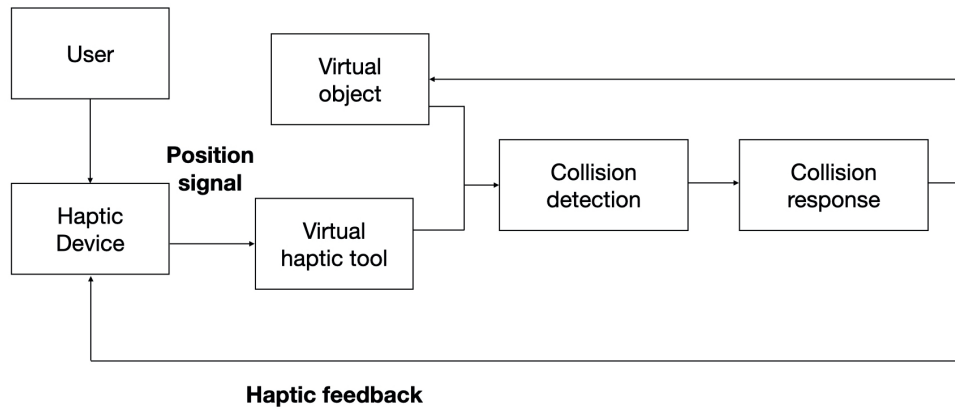 User
Virtual
object
Position
signal
Collision
detection
Collision
response
Haptic
Device
Virtual
haptic tool
Haptic feedback